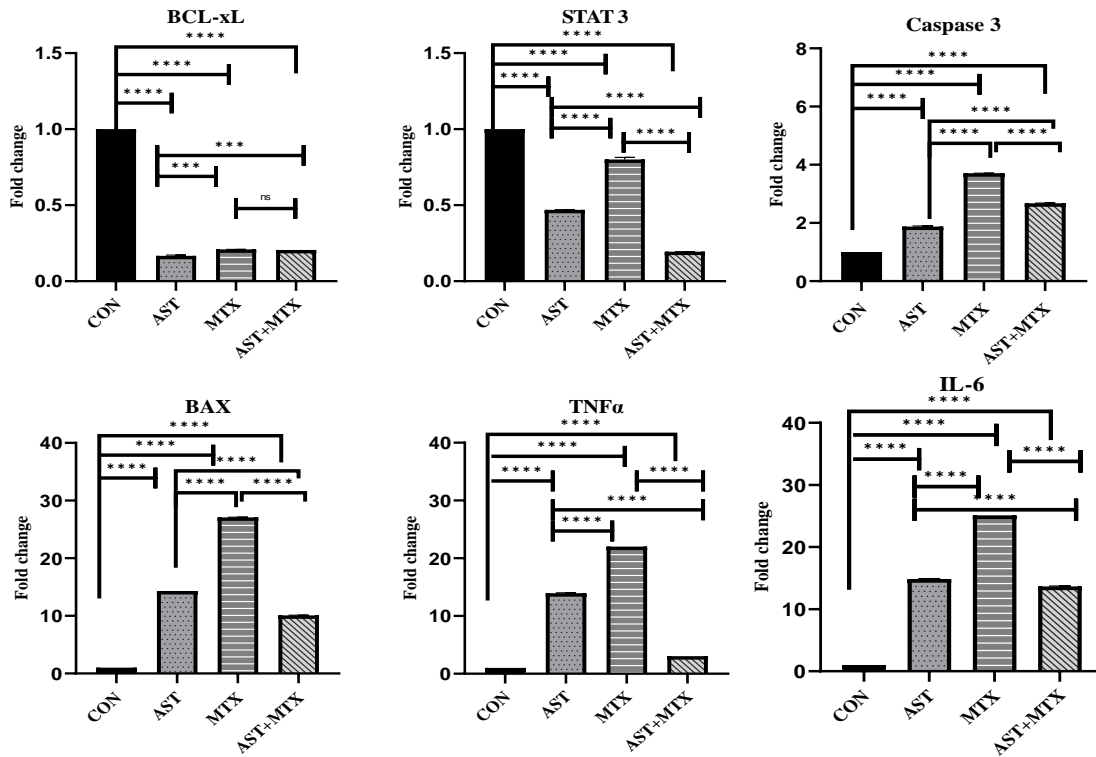 BCL-xL
****
****
****
***
***
ns
1.5
1.0
0.5
0.0
Fold change
CON
AST
MTX
AST+MTX
STAT 3
****
****
****
****
****
****
1.5
1.0
0.5
0.0
Fold change
CON
AST
MTX
AST+MTX
Caspase 3
****
****
****
****
****
****
8
6
4
2
0
Fold change
CON
AST
MTX
AST+MTX
BAX
****
****
****
****
****
****
40
30
20
10
0
Fold change
CON
AST
MTX
AST+MTX
TNFα
****
****
****
****
****
****
40
30
20
10
0
Fold change
CON
AST
MTX
AST+MTX
IL-6
****
****
****
****
****
****
40
30
20
10
0
Fold change
CON
AST
MTX
AST+MTX